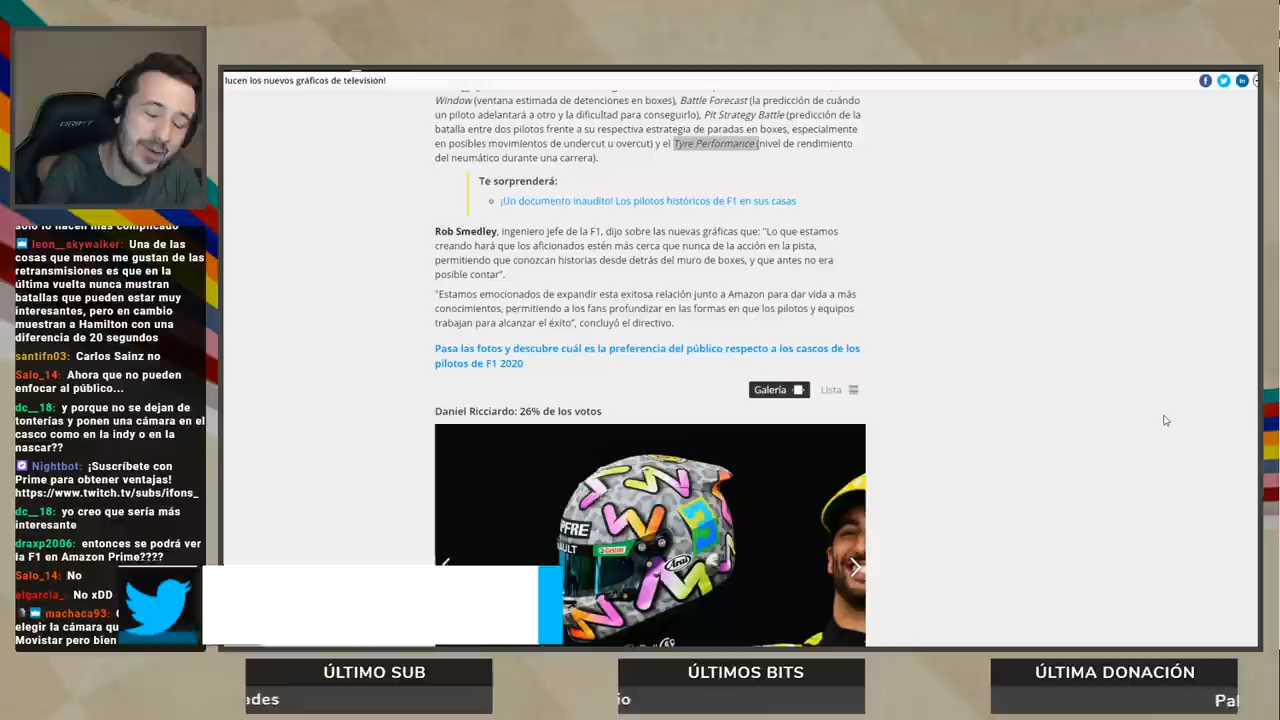 lucen los nuevos gráficos de televisión!
Window (ventana estimada de detenciones en boxes), Battle Forecast (la predicción de cuándo
un piloto adelantará a otro y la dificultad para conseguirlo), Pit Strategy Battle (predicción de la
batalla entre dos pilotos frente a su respectiva estrategia de paradas en boxes, especialmente
en posibles movimientos de undercut u overcut) y el Tyre Performance (nivel de rendimiento
del neumático durante una carrera).
Te sorprenderá:
¡Un documento inaudito! Los pilotos históricos de F1 en sus casas
Rob Smedley, ingeniero jefe de la F1, dijo sobre las nuevas gráficas que: "Lo que estamos
creando hará que los aficionados estén más cerca que nunca de la acción en la pista,
permitiendo que conozcan historias desde detrás del muro de boxes, y que antes no era
posible contar".
"Estamos emocionados de expandir esta exitosa relación junto a Amazon para dar vida a más
conocimientos, permitiendo a los fans profundizar en las formas en que los pilotos y equipos
trabajan para alcanzar el éxito", concluyó el directivo.
Pasa las fotos y descubre cuál es la preferencia del público respecto a los cascos de los
pilotos de F1 2020
Galería Lista
Daniel Ricciardo: 26% de los votos
DRIFT
solo lo hacen más complicado
leon__skywalker: Una de las
cosas que menos me gustan de las
retransmisiones es que en la
última vuelta nunca mustran
batallas que pueden estar muy
interesantes, pero en cambio
muestran a Hamilton con una
diferencia de 20 segundos
santifn03: Carlos Sainz no
Salo_14: Ahora que no pueden
enfocar al público...
dc__18: y porque no se dejan de
tonterías y ponen una cámara en el
casco como en la indy o en la
nascar??
Nightbot: ¡Suscríbete con
Prime para obtener ventajas!
https://www.twitch.tv/subs/ifons_
dc__18: yo creo que sería más
interesante
draxp2006: entonces se podrá ver
la F1 en Amazon Prime????
Salo_14: No
elgarcia_: No xDD
machaca93:
elegir la cámara qu
Movistar pero bien
Castrol
Arai
ÚLTIMO SUB
ades
ÚLTIMOS BITS
io
ÚLTIMA DONACIÓN
Pal